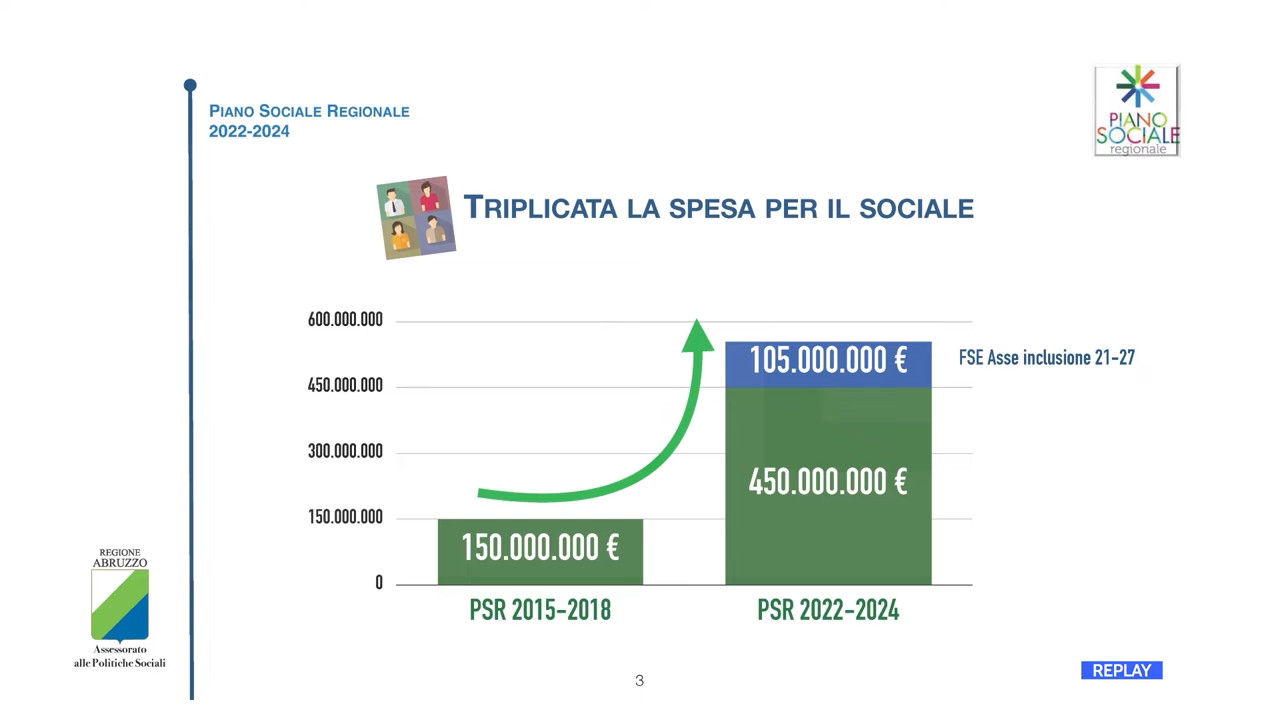 PIANO SOCIALE REGIONALE
2022-2024
PIANO
SOCIALE
regionale
TRIPLICATA LA SPESA PER IL SOCIALE
600.000.000
450.000.000
300.000.000
150.000.000
0
105.000.000 €
FSE Asse inclusione 21-27
450.000.000 €
150.000.000 €
PSR 2015-2018
PSR 2022-2024
REGIONE
ABRUZZO
Assessorato
alle Politiche Sociali
3
REPLAY